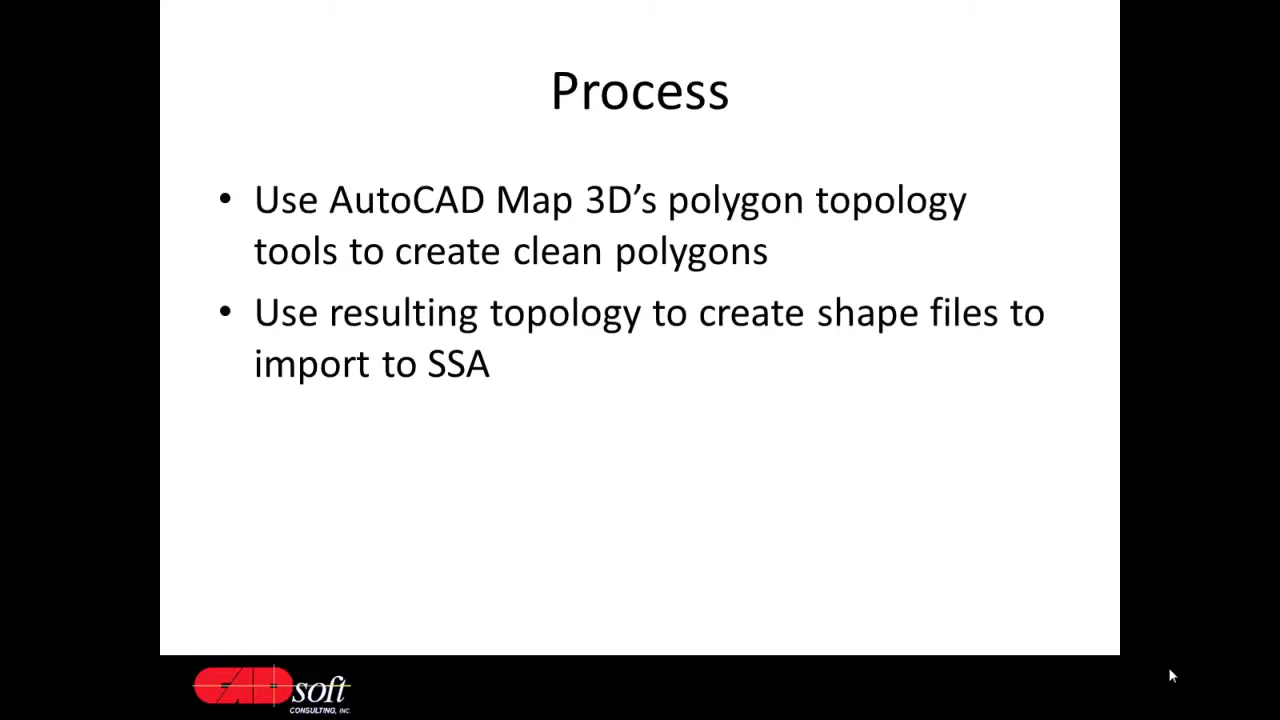 Process
• Use AutoCAD Map 3D’s polygon topology
tools to create clean polygons
• Use resulting topology to create shape files to
import to SSA
CADsoft
CONSULTING, INC.